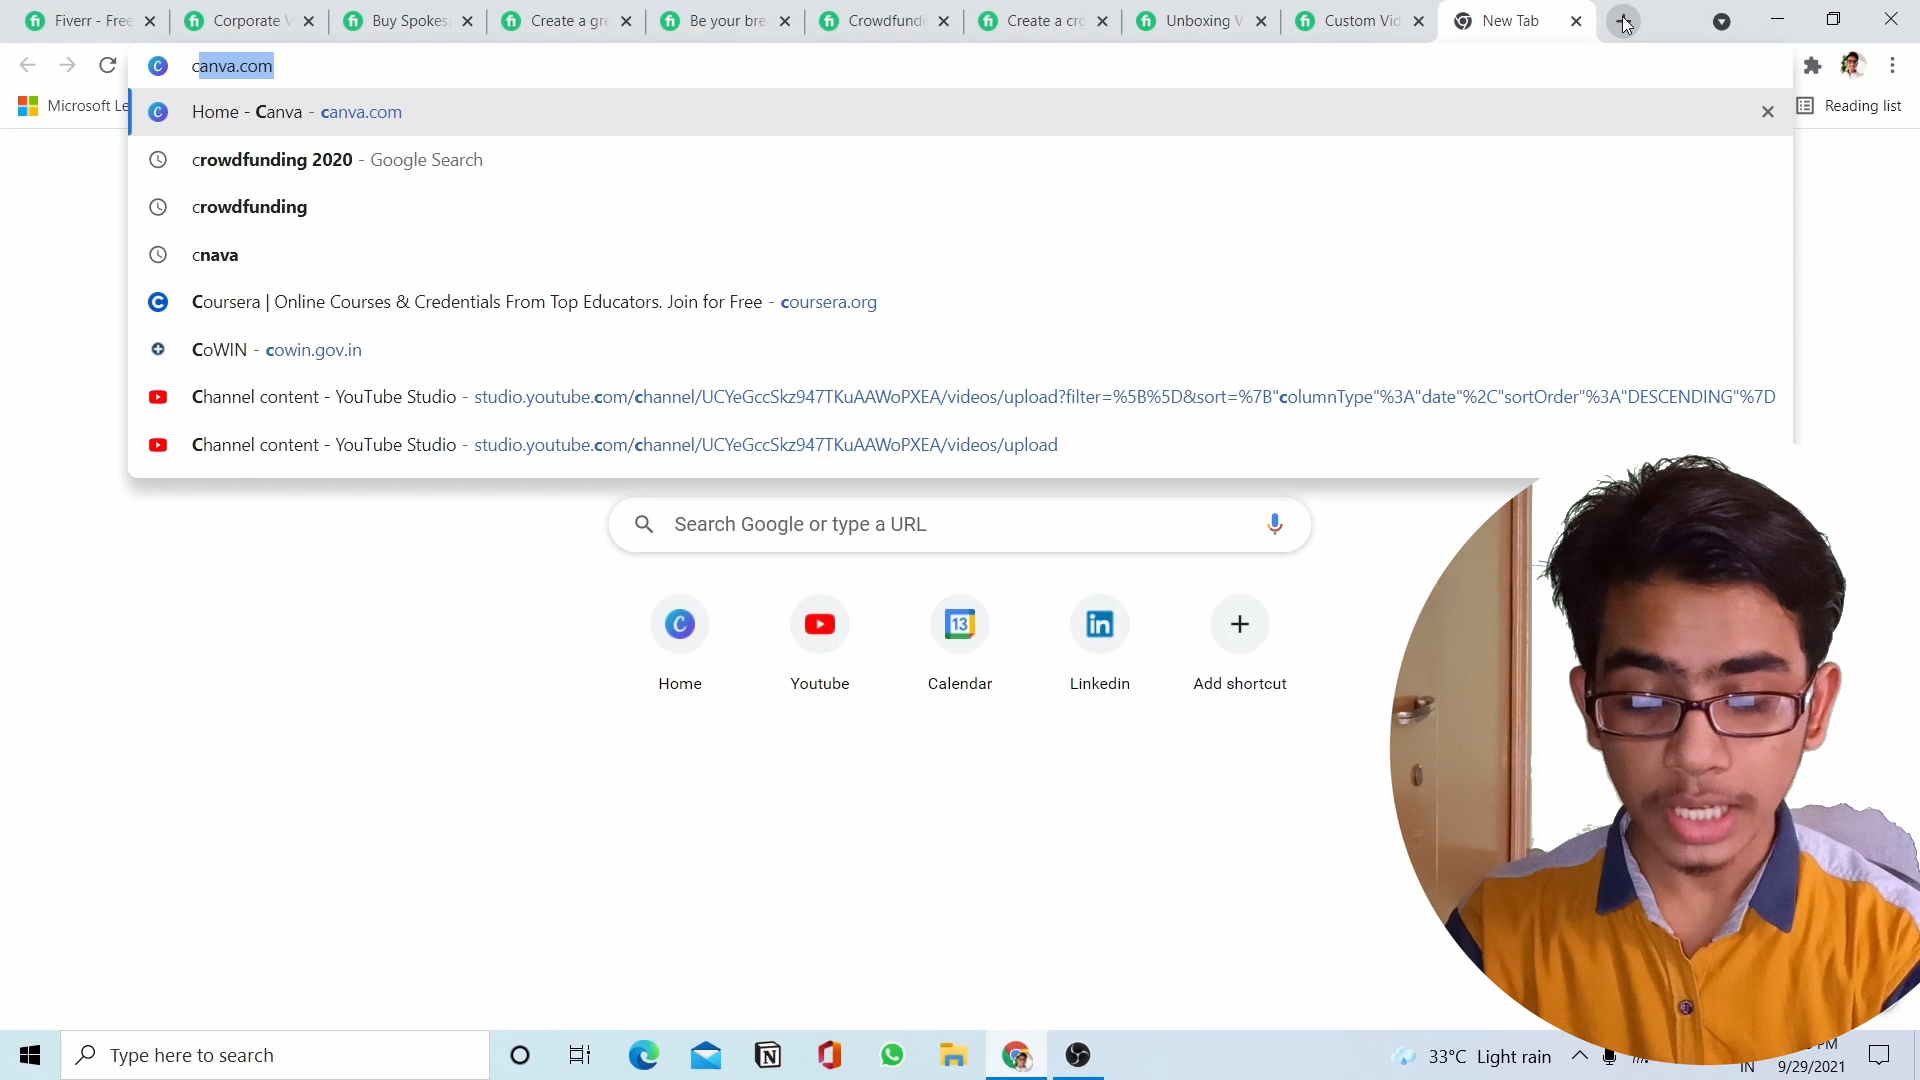 Fiverr - Free
Corporate V
Buy Spokes
Create a gre
Be your bre
Crowdfundi
Create a cro
Unboxing V
Custom Vid
New Tab
canva.com
Microsoft Le
Reading list
Home - Canva - canva.com
crowdfunding 2020 - Google Search
crowdfunding
cnava
Coursera | Online Courses & Credentials From Top Educators. Join for Free - coursera.org
CoWIN - cowin.gov.in
Channel content - YouTube Studio - studio.youtube.com/channel/UCYeGccSkz947TKuAAWoPXEA/videos/upload?filter=%5B%5D&sort=%7B"columnType"%3A"date"%2C"sortOrder"%3A"DESCENDING"%7D
Channel content - YouTube Studio - studio.youtube.com/channel/UCYeGccSkz947TKuAAWoPXEA/videos/upload
Search Google or type a URL
13
Home
Youtube
Calendar
Linkedin
Add shortcut
Type here to search
33°C Light rain
PM
IN
9/29/2021